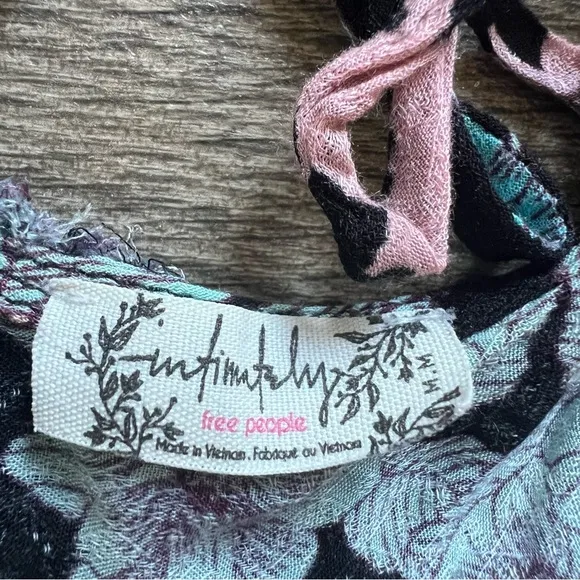 intimately
free people
Made in Vietnam. Fabriqué au Vietnam
M.M